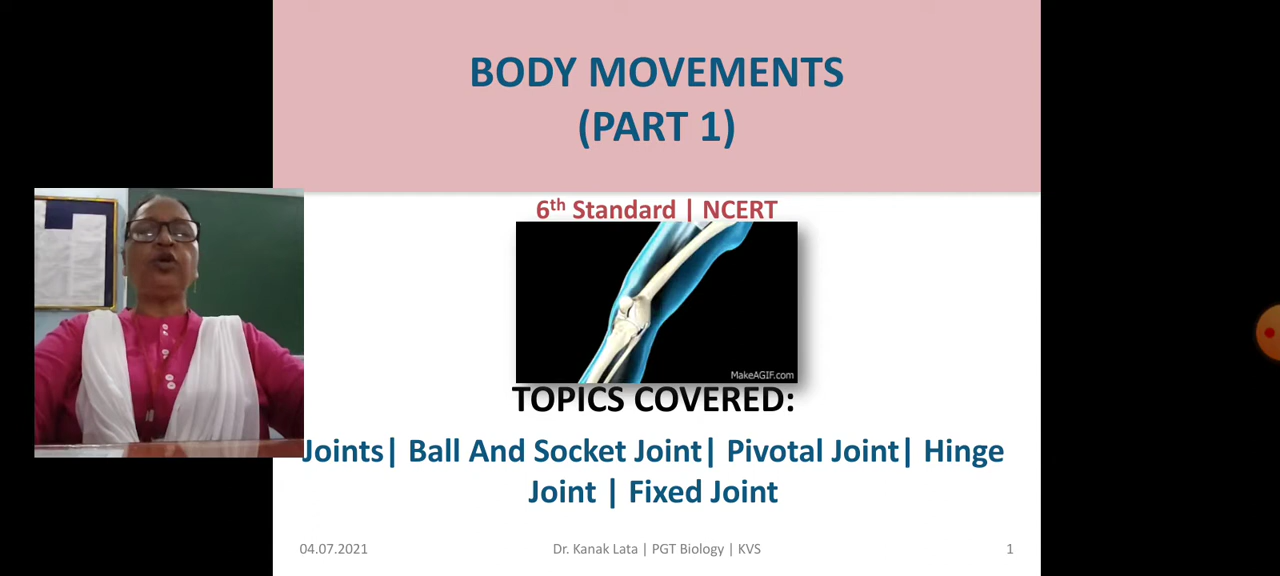 BODY MOVEMENTS
(PART 1)
6th Standard | NCERT
MakeAGIF.com
TOPICS COVERED:
Joints| Ball And Socket Joint| Pivotal Joint| Hinge
Joint | Fixed Joint
04.07.2021 Dr. Kanak Lata | PGT Biology | KVS 1